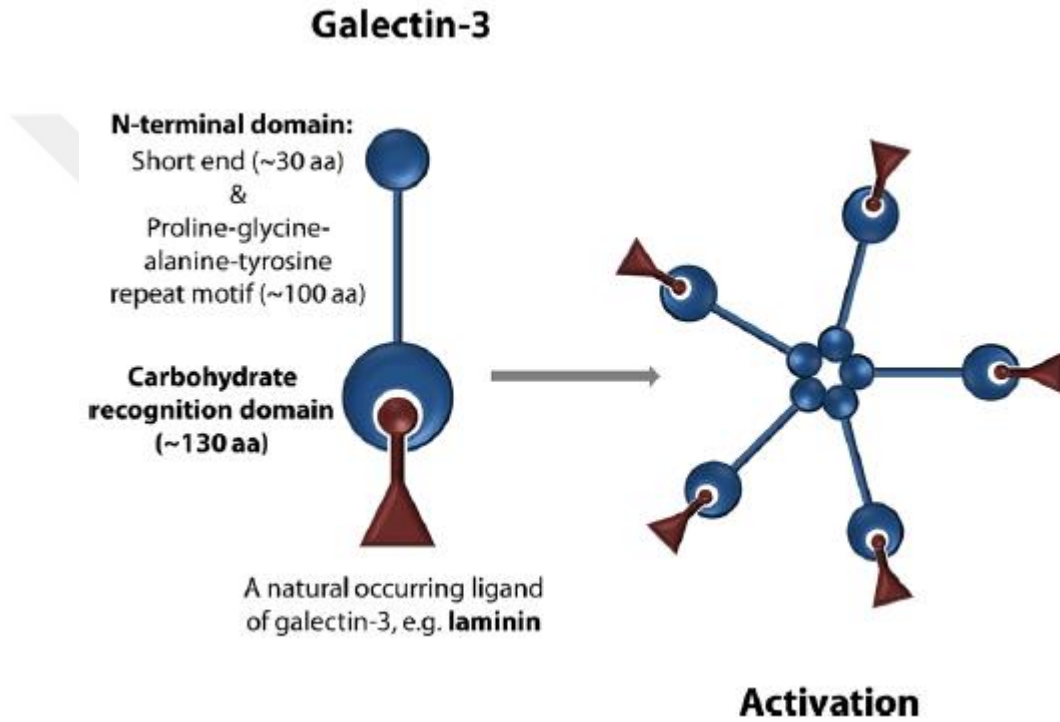 Galectin-3
N-terminal domain:
Short end (~30 aa)
&
Proline-glycine-
alanine-tyrosine
repeat motif (~100 aa)
Carbohydrate
recognition domain
(~130 aa)
A natural occurring ligand
of galectin-3, e.g. laminin
Activation